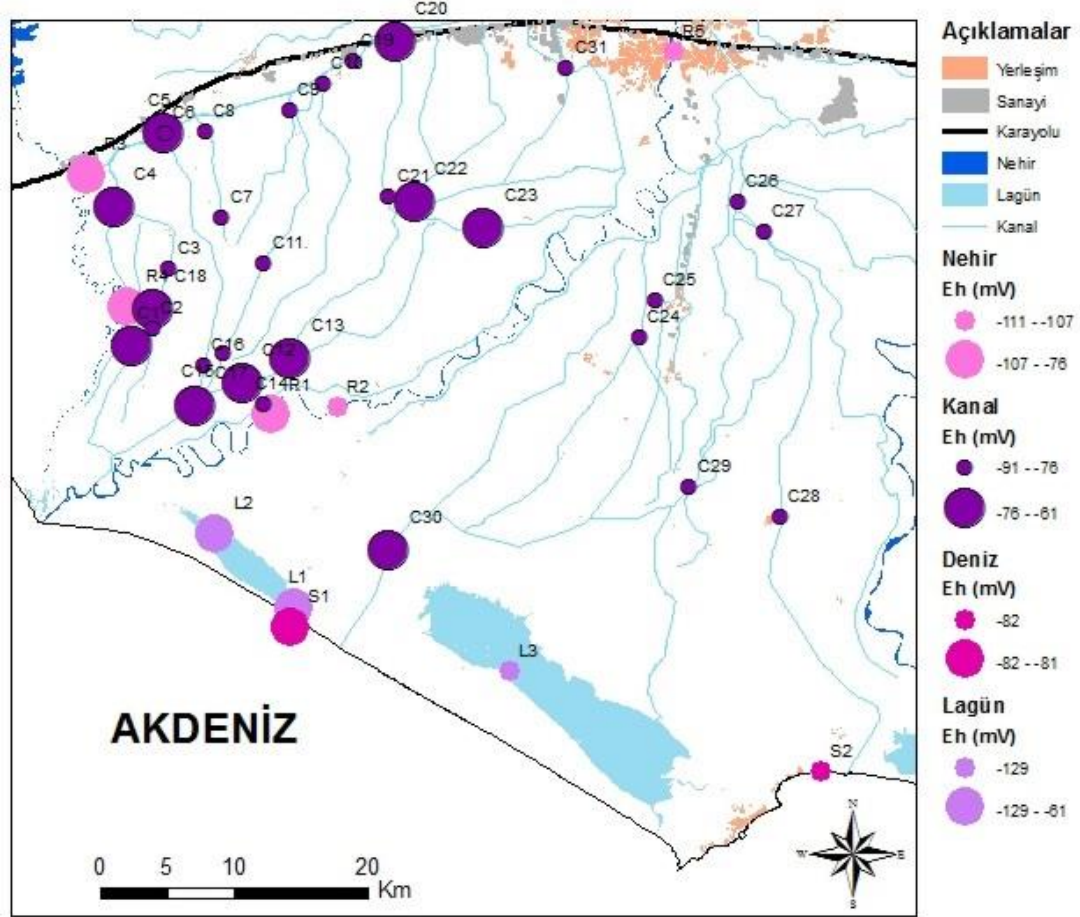 C20
R5
C19
C31
C10
C9
C5
C6
C8
R3
C4
C22
C21
C23
C7
C26
C27
C11
C3
R4 C18
C2
C25
C24
C13
C16
C12
C17
C14 R1
R2
C29
C28
L2
C30
L1
S1
L3
S2
AKDENİZ
0 5 10 20
Km
N
W E
S
Açıklamalar
Yerleşim
Sanayi
Karayolu
Nehir
Lagün
Kanal
Nehir
Eh (mV)
-111 - -107
-107 - -76
Kanal
Eh (mV)
-91 - -76
-76 - -61
Deniz
Eh (mV)
-82
-82 - -81
Lagün
Eh (mV)
-129
-129 - -61